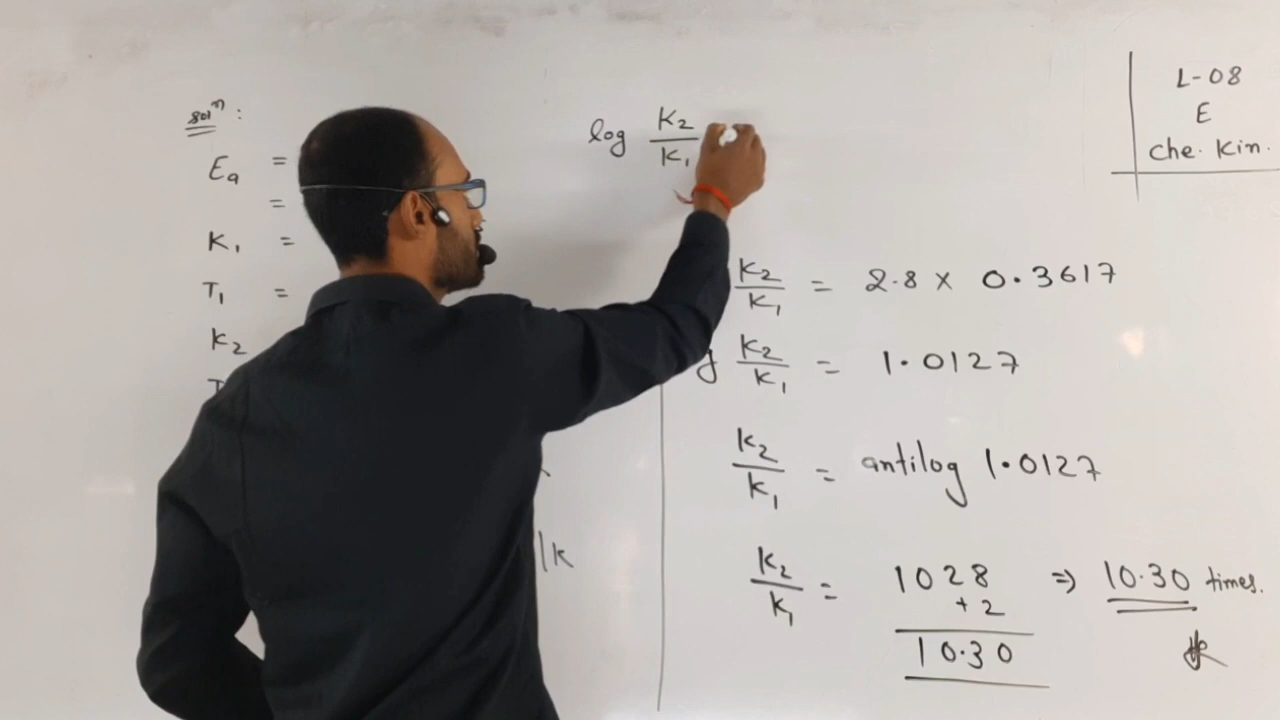 Solⁿ :
Ea =
=
K₁ =
T₁ =
K₂
log K₂/K₁
K₂/K₁ = 2.8 × 0.3617
K₂/K₁ = 1.0127
K₂/K₁ = antilog 1.0127
K₂/K₁ = 1028 ⇒ 10.30 times.
+2
10.30
L-08
E
Che. Kin.